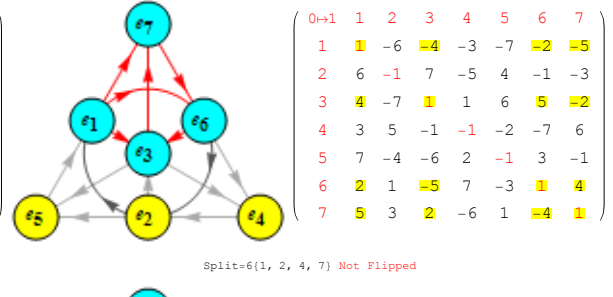 e7
e1 e6
e3
e5 e2 e4
0↦1 1 2 3 4 5 6 7
1 1 -6 -4 -3 -7 -2 -5
2 6 -1 7 -5 4 -1 -3
3 4 -7 1 1 6 5 -2
4 3 5 -1 -1 -2 -7 6
5 7 -4 -6 2 -1 3 -1
6 2 1 -5 7 -3 1 4
7 5 3 2 -6 1 -4 1
Split=6{1, 2, 4, 7} Not Flipped